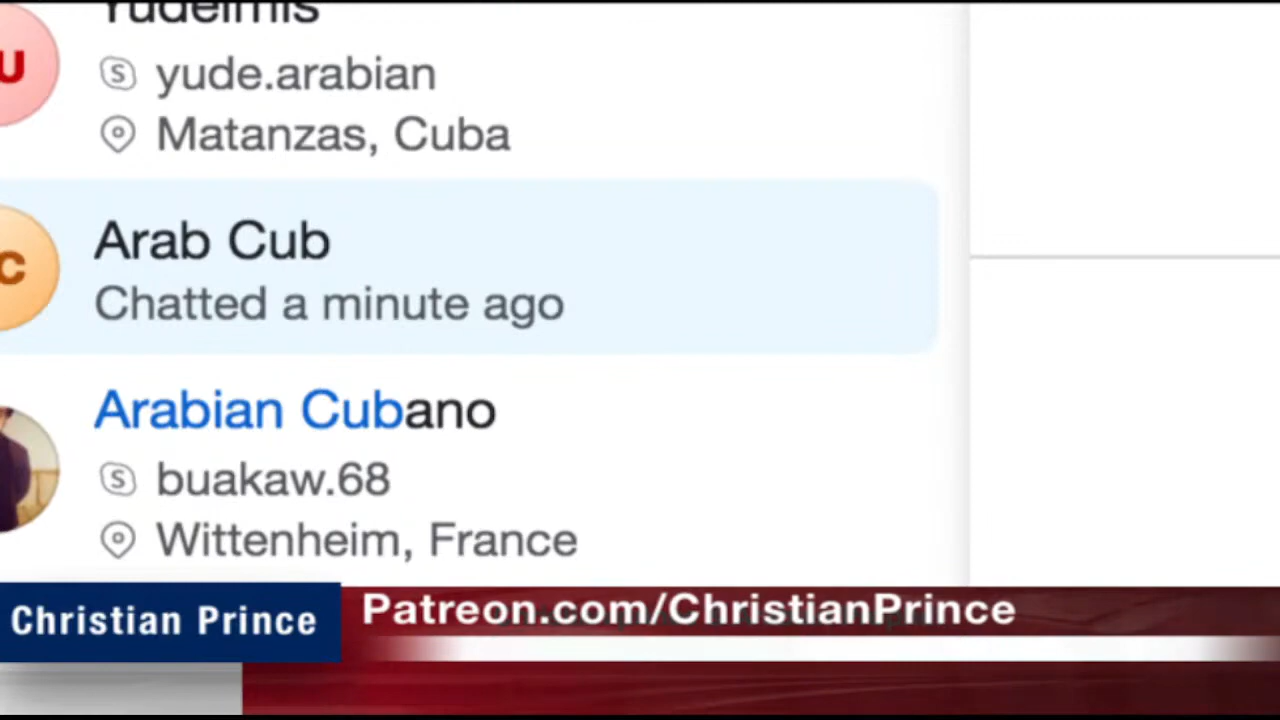 Yudelmis
U
yude.arabian
Matanzas, Cuba
C
Arab Cub
Chatted a minute ago
Arabian Cubano
buakaw.68
Wittenheim, France
Christian Prince
Patreon.com/ChristianPrince